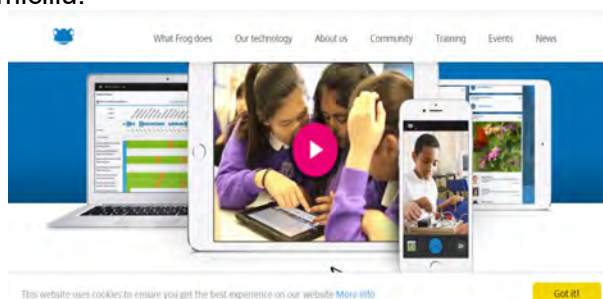 What Frog does Our technology About us Community Training Events News
This website uses cookies to ensure you get the best experience on our website More info
Got it!